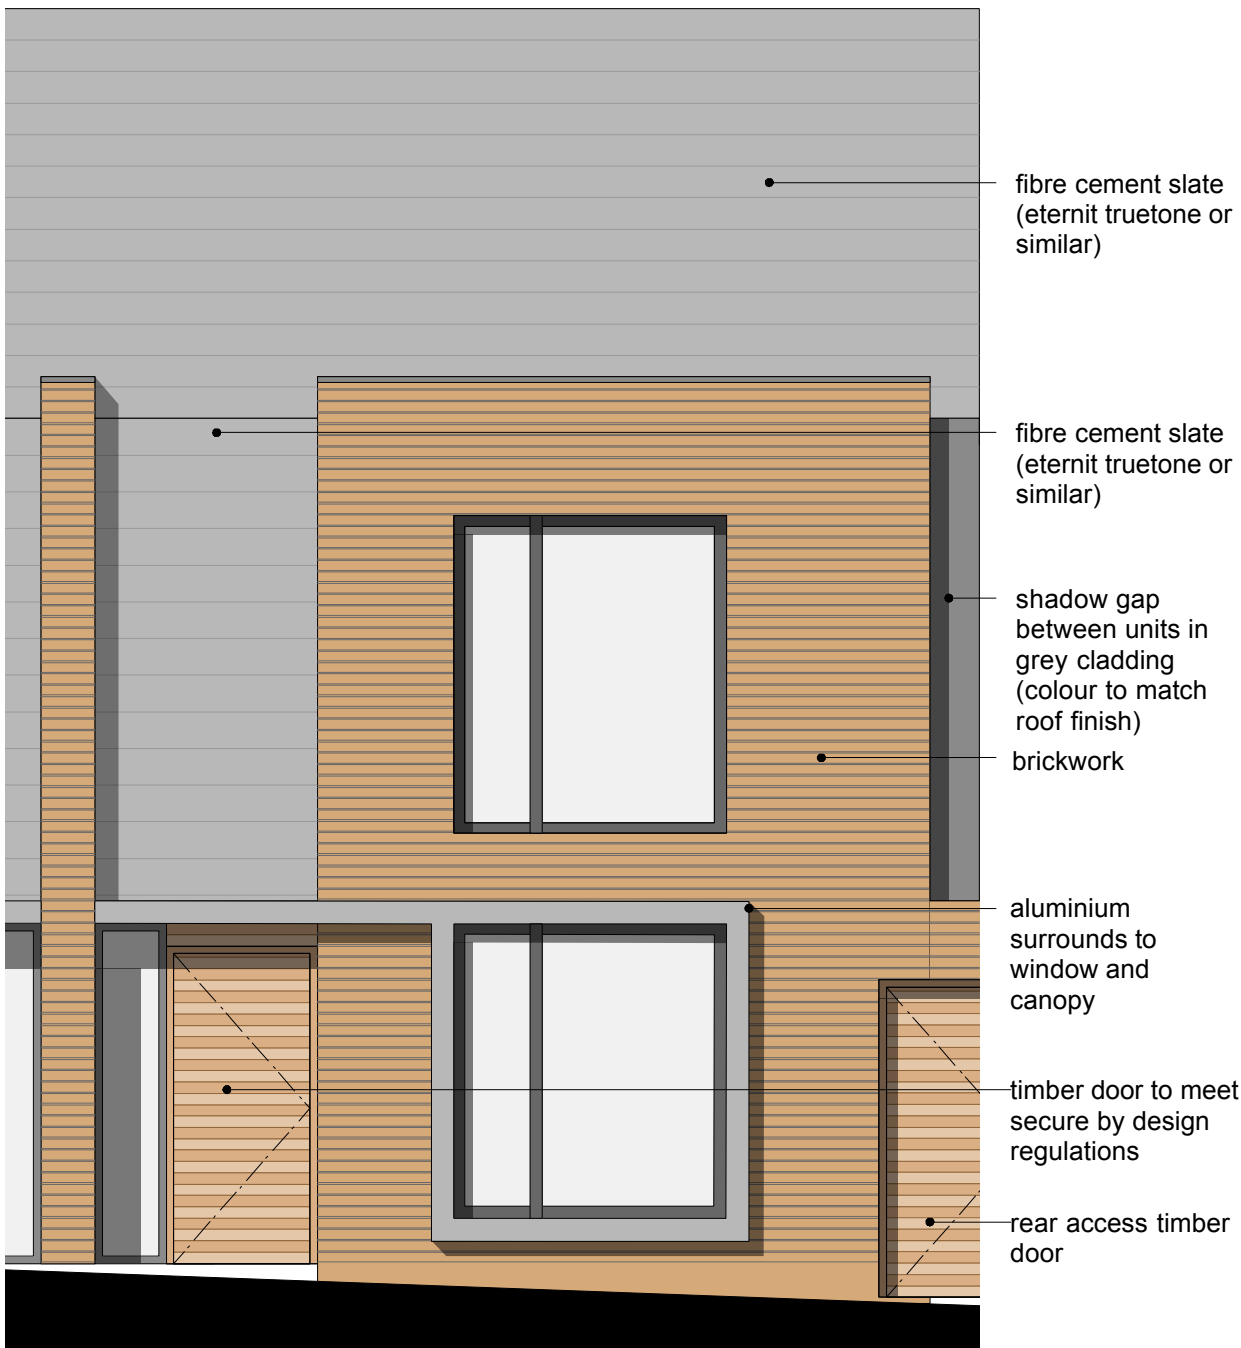 fibre cement slate
(eternit truetone or
similar)
fibre cement slate
(eternit truetone or
similar)
shadow gap
between units in
grey cladding
(colour to match
roof finish)
brickwork
aluminium
surrounds to
window and
canopy
timber door to meet
secure by design
regulations
rear access timber
door